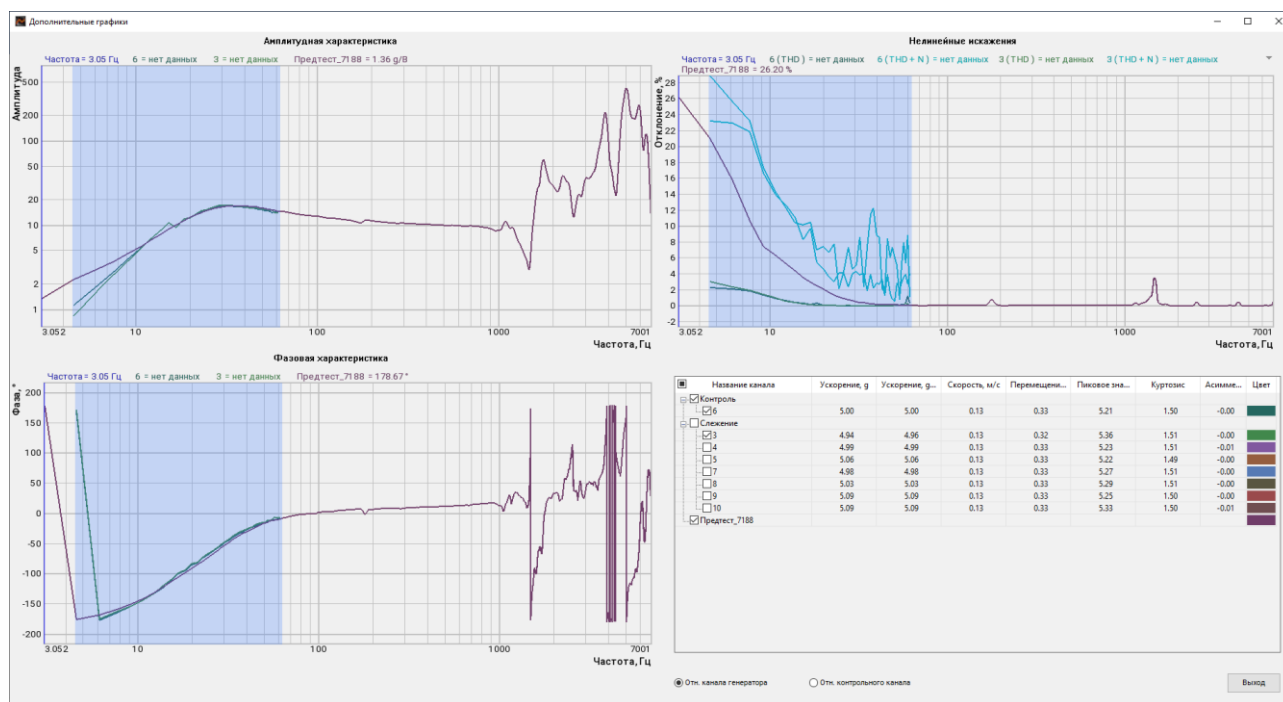 Дополнительные графики
Амплитудная характеристика
Частота = 3.05 Гц 6 = нет данных 3 = нет данных Предтест_7188 = 1.36 g/В
Амплитуда
500
200
100
50
20
10
5
2
1
3.052 10 100 1000 7001
Частота, Гц
Нелинейные искажения
Частота = 3.05 Гц 6 (THD) = нет данных 6 (THD + N) = нет данных 3 (THD) = нет данных 3 (THD + N) = нет данных
Предтест_7188 = 26.20 %
Отклонение, %
28
26
24
22
20
18
16
14
12
10
8
6
4
2
0
-2
3.052 10 100 1000 7001
Частота, Гц
Фазовая характеристика
Частота = 3.05 Гц 6 = нет данных 3 = нет данных Предтест_7188 = 178.67 °
Фаза, °
200
150
100
50
0
-50
-100
-150
-200
3.052 10 100 1000 7001
Частота, Гц
Название канала Ускорение, g Ускорение, g... Скорость, м/с Перемещени... Пиковое зна... Куртозис Асимме... Цвет
Контроль
6 5.00 5.00 0.13 0.33 5.21 1.50 -0.00
Слежение
3 4.94 4.96 0.13 0.32 5.36 1.51 -0.00
4 4.99 4.99 0.13 0.33 5.23 1.51 -0.01
5 5.06 5.06 0.13 0.33 5.22 1.49 -0.00
7 4.98 4.98 0.13 0.33 5.27 1.51 -0.00
8 5.03 5.03 0.13 0.33 5.29 1.51 -0.00
9 5.09 5.09 0.13 0.33 5.25 1.50 -0.00
10 5.09 5.09 0.13 0.33 5.33 1.50 -0.01
Предтест_7188
Отн. канала генератора Отн. контрольного канала Выход